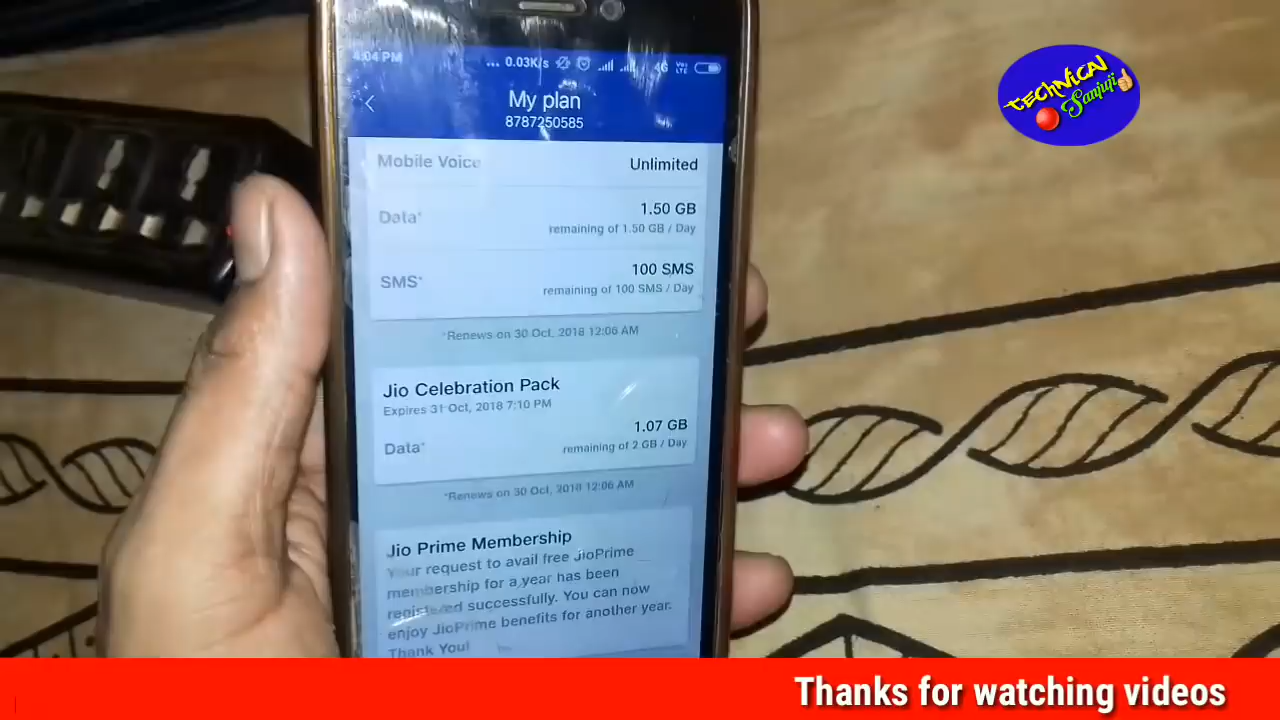 4:04 PM
... 0.03K/s 4G VoLTE
My plan
8787250585
TECHNICAL
Sanjuji
Mobile Voice Unlimited
Data* 1.50 GB
remaining of 1.50 GB / Day
SMS* 100 SMS
remaining of 100 SMS / Day
*Renews on 30 Oct, 2018 12:06 AM
Jio Celebration Pack
Expires 31 Oct, 2018 7:10 PM
Data* 1.07 GB
remaining of 2 GB / Day
*Renews on 30 Oct, 2018 12:06 AM
Jio Prime Membership
Your request to avail free JioPrime
membership for a year has been
registered successfully. You can now
enjoy JioPrime benefits for another year.
Thank You!
Thanks for watching videos